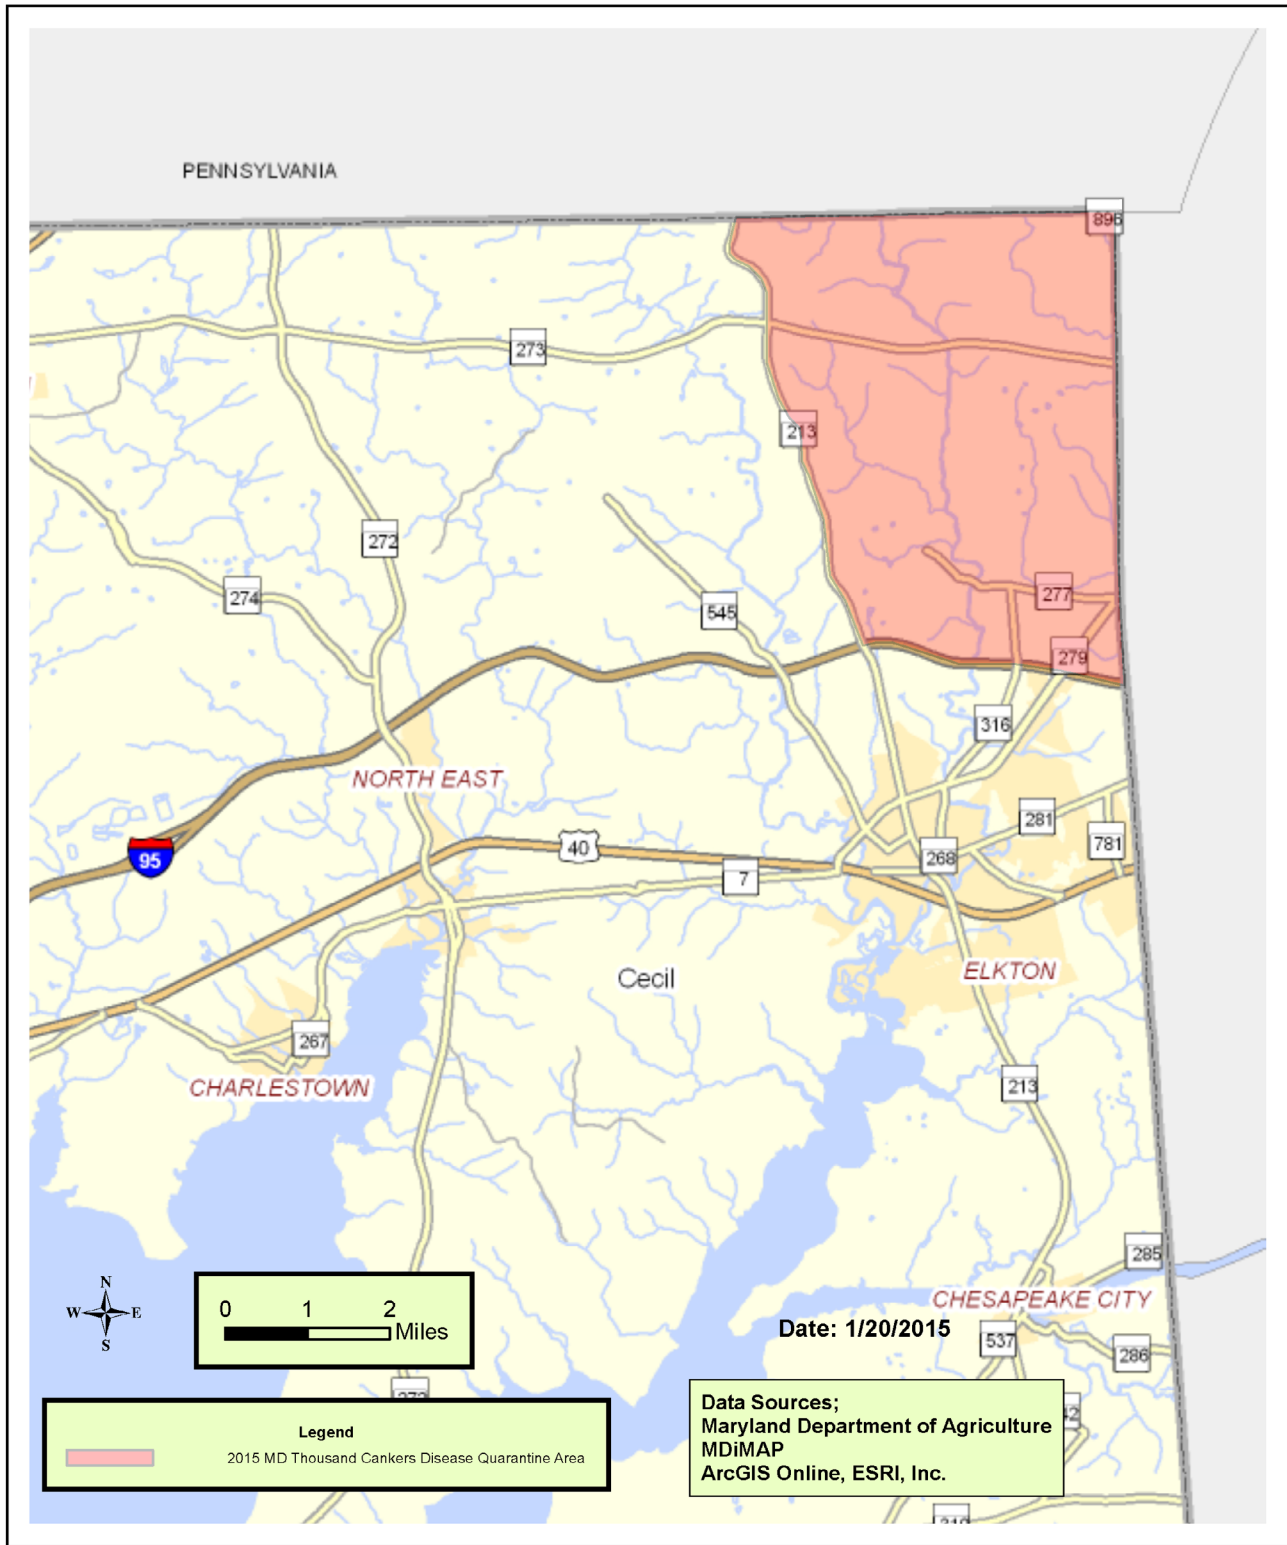 PENNSYLVANIA
896
273
213
272
274
545
277
279
316
NORTH EAST
281
781
95
40
268
7
Cecil
ELKTON
267
CHARLESTOWN
213
285
CHESAPEAKE CITY
N
W E
S
0 1 2
Miles
Date: 1/20/2015
537
286
Legend
2015 MD Thousand Cankers Disease Quarantine Area
Data Sources;
Maryland Department of Agriculture
MDiMAP
ArcGIS Online, ESRI, Inc.